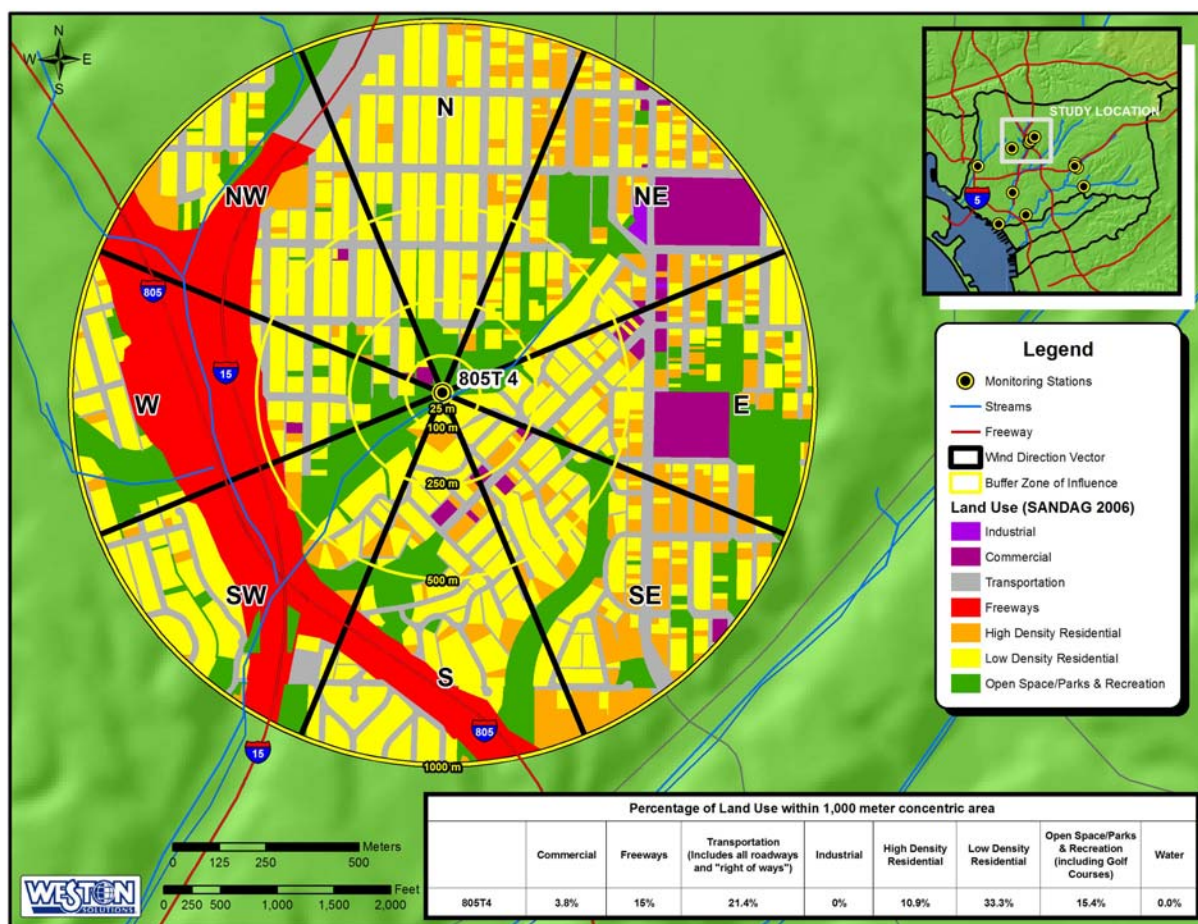 N
W E
S
N
NW
NE
805
15
W
E
805T 4
25 m
100 m
250 m
500 m
SW
SE
S
805
15
1000 m
STUDY LOCATION
5
Legend
Monitoring Stations
Streams
Freeway
Wind Direction Vector
Buffer Zone of Influence
Land Use (SANDAG 2006)
Industrial
Commercial
Transportation
Freeways
High Density Residential
Low Density Residential
Open Space/Parks & Recreation
Meters
0 125 250 500
Feet
0 250 500 1,000 1,500 2,000
WESTON
SOLUTIONS
Percentage of Land Use within 1,000 meter concentric area
Commercial Freeways Transportation (Includes all roadways and "right of ways") Industrial High Density Residential Low Density Residential Open Space/Parks & Recreation (including Golf Courses) Water
805T4 3.8% 15% 21.4% 0% 10.9% 33.3% 15.4% 0.0%